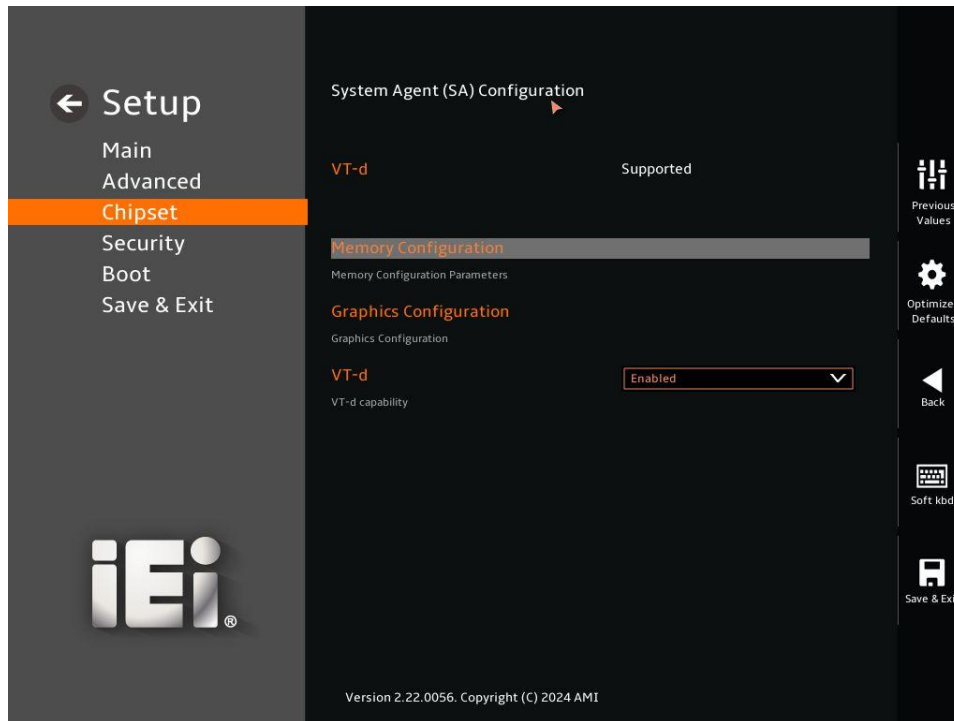 Setup
Main
Advanced
Chipset
Security
Boot
Save & Exit
iEi®
System Agent (SA) Configuration
VT-d Supported
Memory Configuration
Memory Configuration Parameters
Graphics Configuration
Graphics Configuration
VT-d Enabled
VT-d capability
Previous
Values
Optimize
Defaults
Back
Soft kbd
Save & Exi
Version 2.22.0056. Copyright (C) 2024 AMI